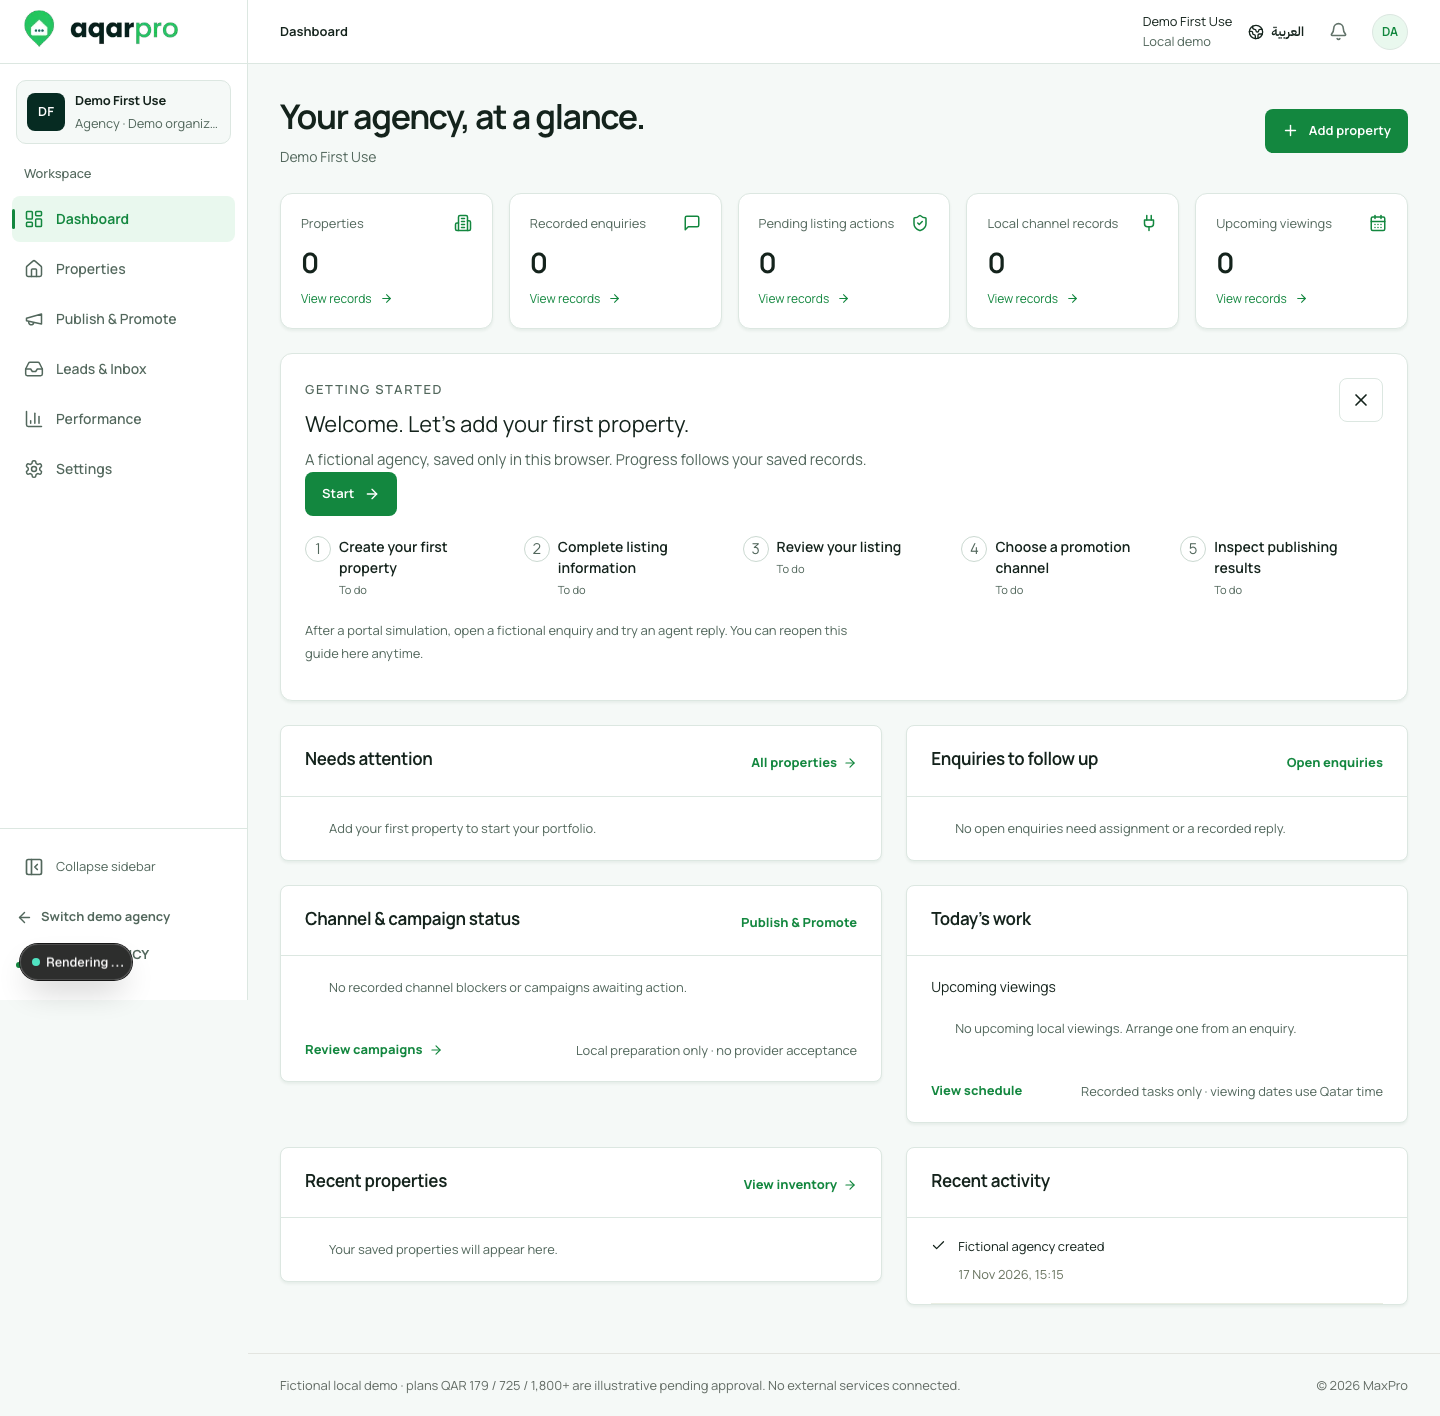 aqarpro
Dashboard
Demo First Use
Local demo
العربية
DA
DF
Demo First Use
Agency · Demo organiz...
Workspace
Dashboard
Properties
Publish & Promote
Leads & Inbox
Performance
Settings
Collapse sidebar
Switch demo agency
Rendering ...
Your agency, at a glance.
Demo First Use
Add property
Properties
0
View records
Recorded enquiries
0
View records
Pending listing actions
0
View records
Local channel records
0
View records
Upcoming viewings
0
View records
GETTING STARTED
Welcome. Let's add your first property.
A fictional agency, saved only in this browser. Progress follows your saved records.
Start
1
Create your first
property
To do
2
Complete listing
information
To do
3
Review your listing
To do
4
Choose a promotion
channel
To do
5
Inspect publishing
results
To do
After a portal simulation, open a fictional enquiry and try an agent reply. You can reopen this
guide here anytime.
Needs attention
All properties
Add your first property to start your portfolio.
Enquiries to follow up
Open enquiries
No open enquiries need assignment or a recorded reply.
Channel & campaign status
Publish & Promote
No recorded channel blockers or campaigns awaiting action.
Review campaigns
Local preparation only · no provider acceptance
Today's work
Upcoming viewings
No upcoming local viewings. Arrange one from an enquiry.
View schedule
Recorded tasks only · viewing dates use Qatar time
Recent properties
View inventory
Your saved properties will appear here.
Recent activity
Fictional agency created
17 Nov 2026, 15:15
Fictional local demo · plans QAR 179 / 725 / 1,800+ are illustrative pending approval. No external services connected.
© 2026 MaxPro